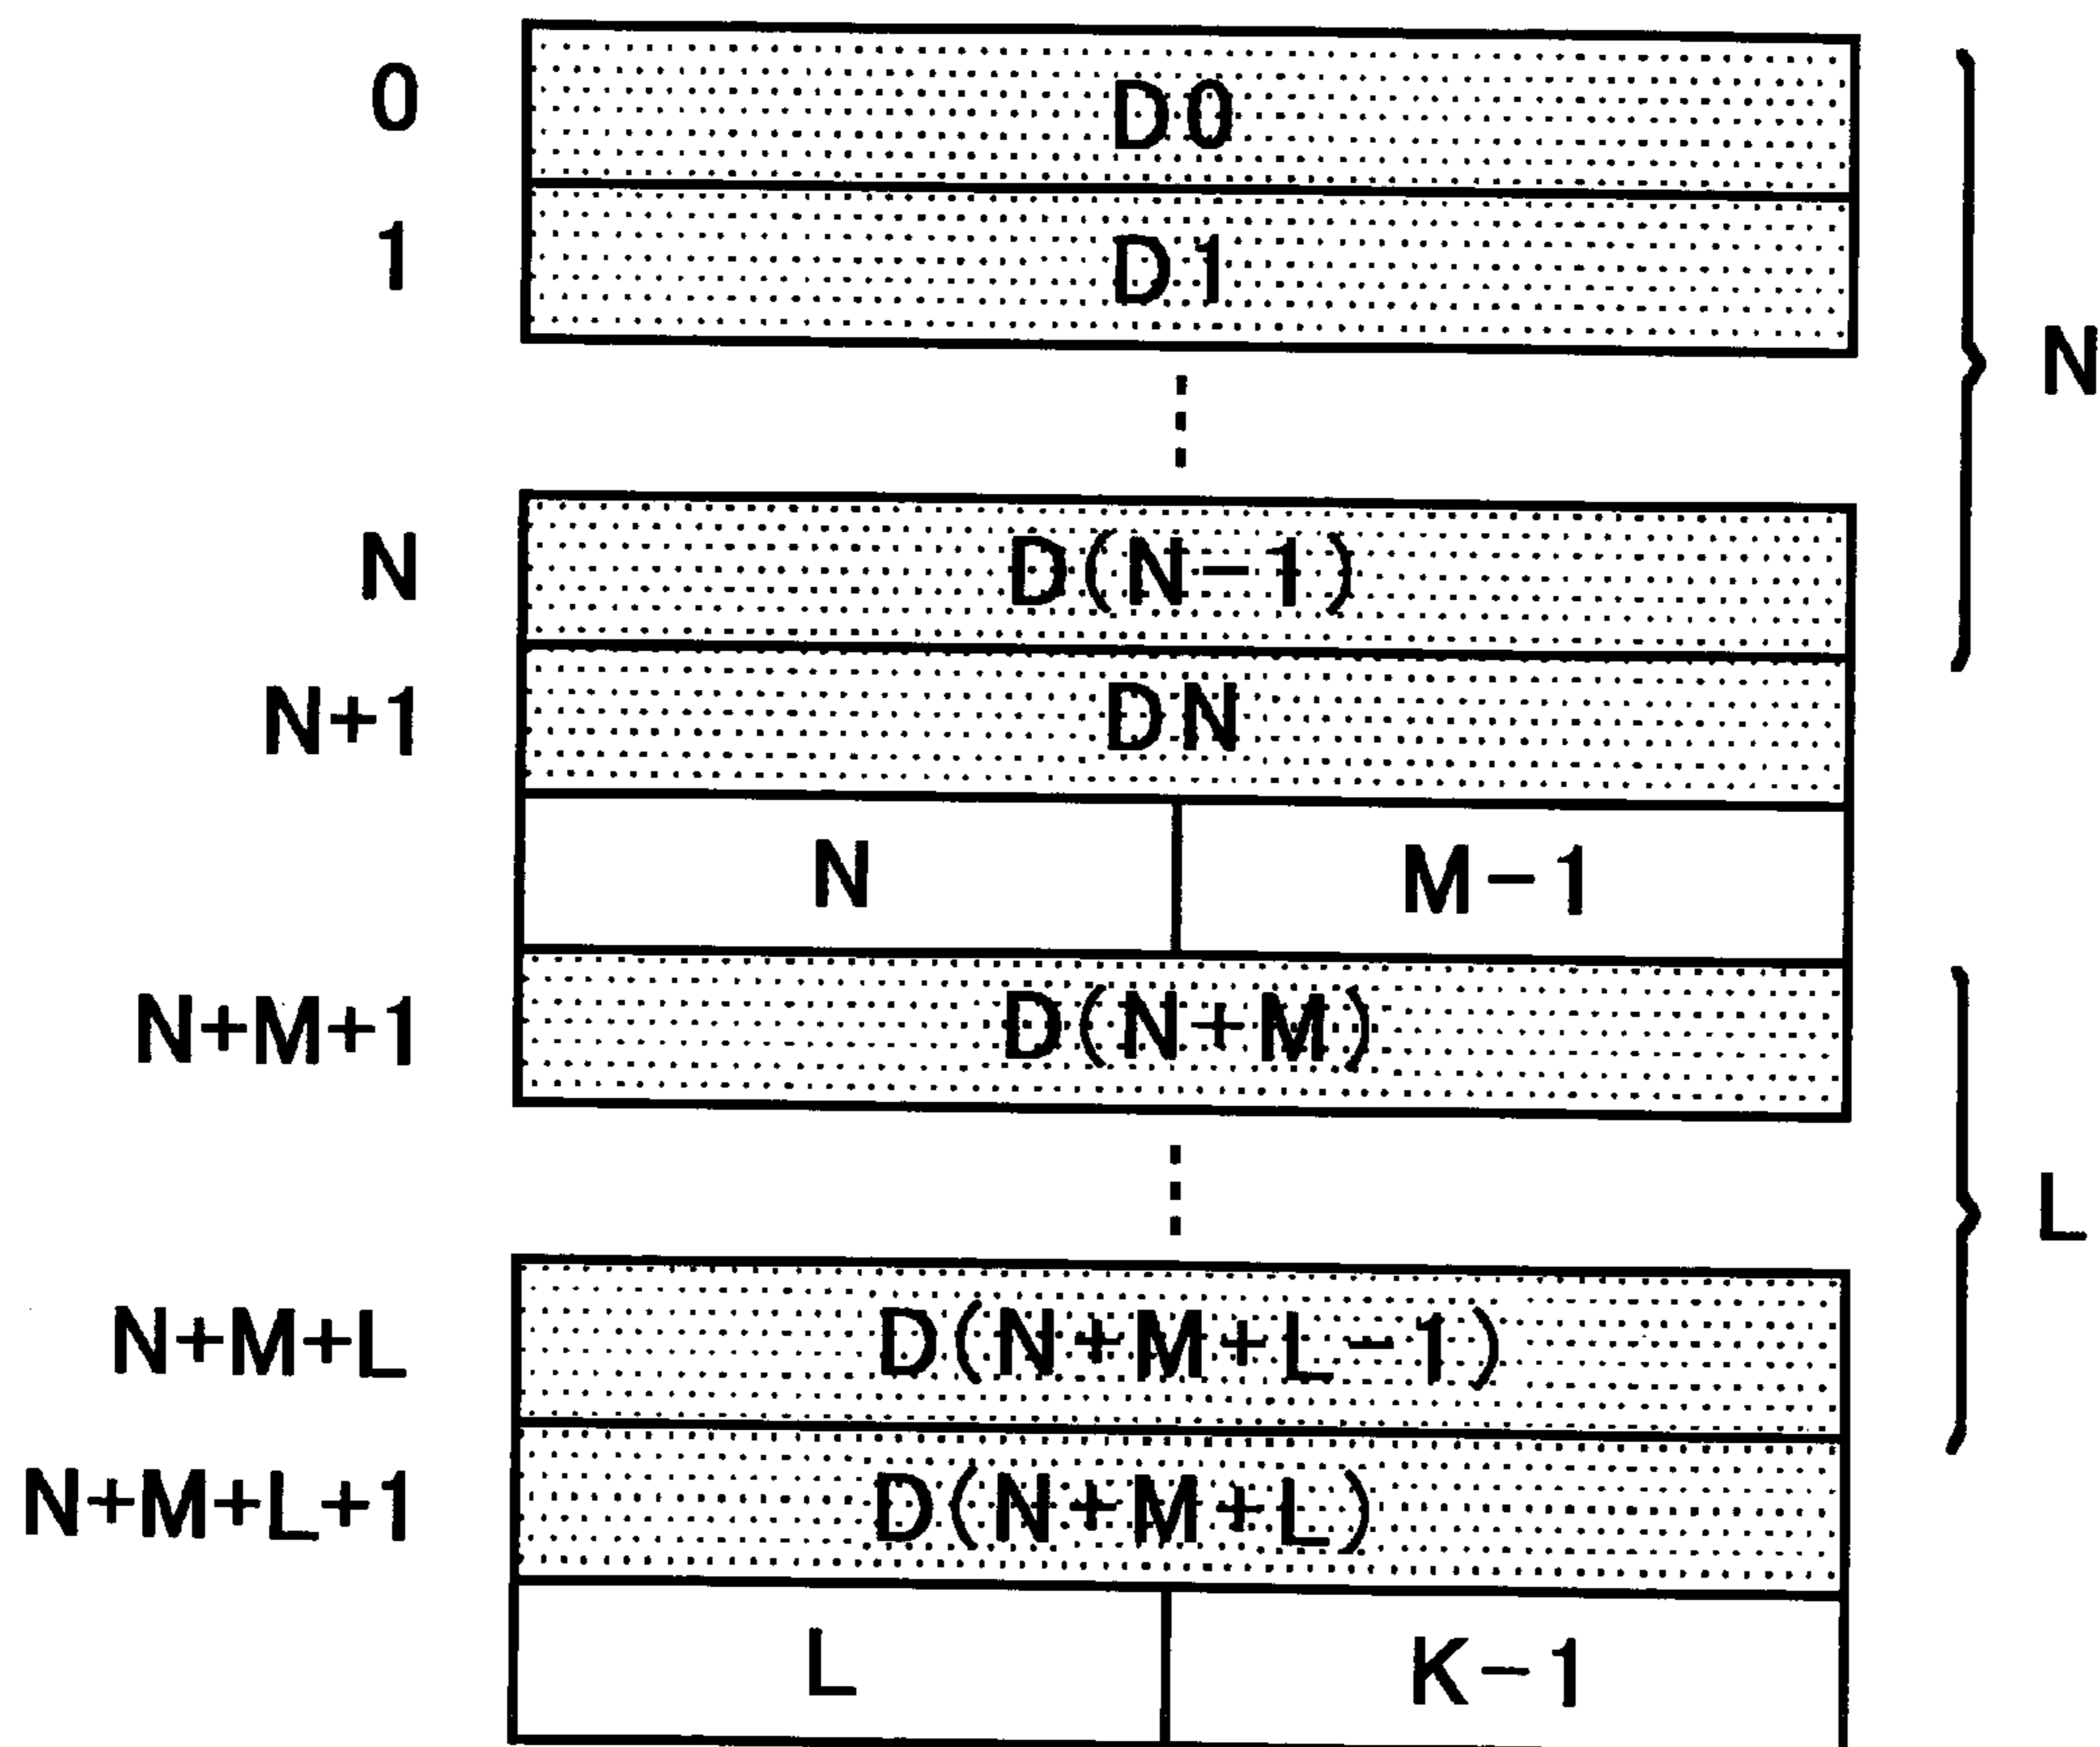 0 D0
1 D1
N
N D(N-1)
N+1 DN
N M-1
N+M+1 D(N+M)
L
N+M+L D(N+M+L-1)
N+M+L+1 D(N+M+L)
L K-1